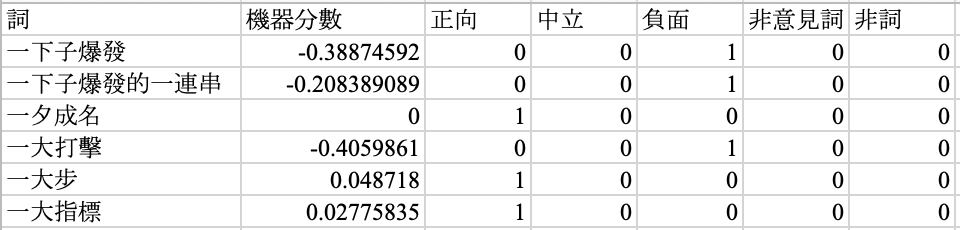 詞 機器分數 正向 中立 負面 非意見詞 非詞
一下子爆發 -0.38874592 0 0 1 0 0
一下子爆發的一連串 -0.208389089 0 0 1 0 0
一夕成名 0 1 0 0 0 0
一大打擊 -0.4059861 0 0 1 0 0
一大步 0.048718 1 0 0 0 0
一大指標 0.02775835 1 0 0 0 0